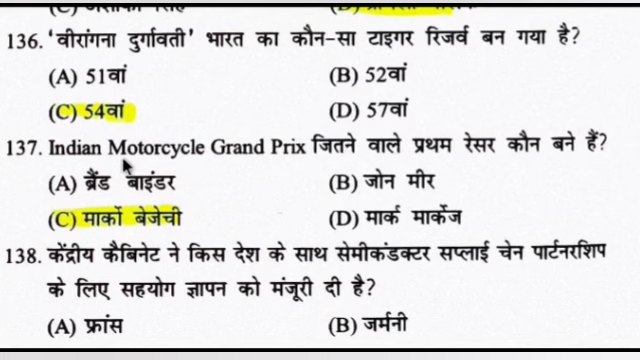 136. ‘वीरांगना दुर्गावती’ भारत का कौन-सा टाइगर रिजर्व बन गया है?
(A) 51वां (B) 52वां
(C) 54वां (D) 57वां
137. Indian Motorcycle Grand Prix जितने वाले प्रथम रेसर कौन बने हैं?
(A) ब्रैंड बाइंडर (B) जोन मीर
(C) मार्को बेजेची (D) मार्क मार्केज
138. केंद्रीय कैबिनेट ने किस देश के साथ सेमीकंडक्टर सप्लाई चेन पार्टनरशिप
के लिए सहयोग ज्ञापन को मंजूरी दी है?
(A) फ्रांस (B) जर्मनी